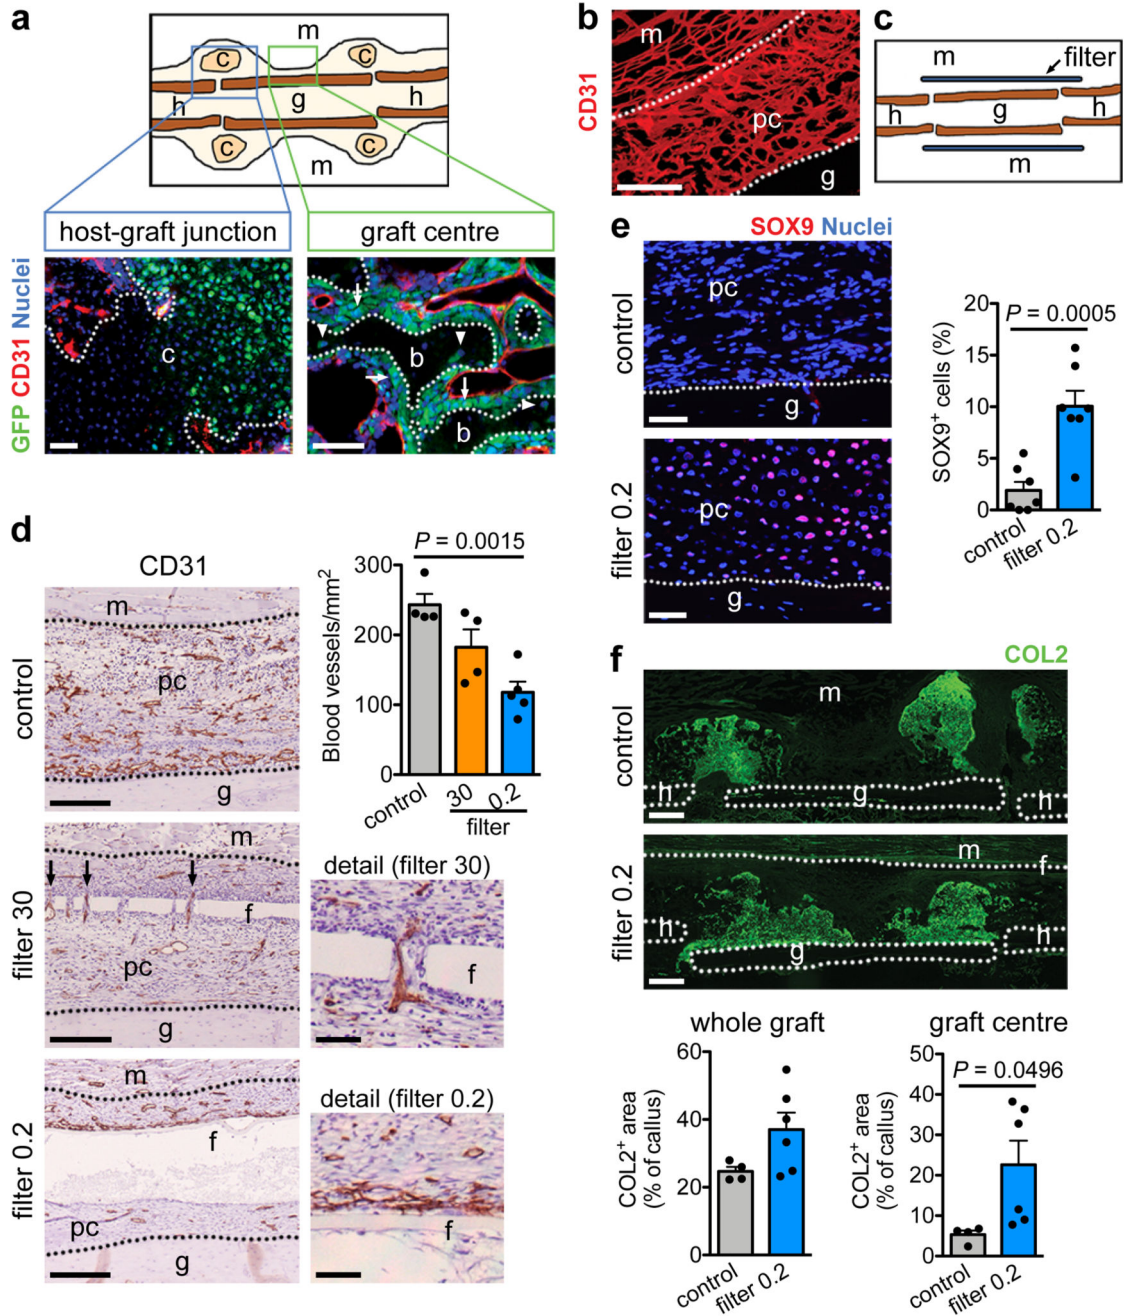 a
m
c
c
h
g
h
c
c
m
host-graft junction
graft centre
GFP CD31 Nuclei
c
b
b
b
CD31
m
pc
g
c
m
filter
h
g
h
m
d
CD31
control
m
pc
g
filter 30
m
f
pc
g
filter 0.2
m
f
pc
g
P = 0.0015
Blood vessels/mm2
300
200
100
0
control
30
0.2
filter
detail (filter 30)
f
detail (filter 0.2)
f
e
SOX9 Nuclei
control
pc
g
filter 0.2
pc
g
P = 0.0005
SOX9+ cells (%)
20
15
10
5
0
control
filter 0.2
f
COL2
control
m
h
g
h
filter 0.2
m
f
h
g
h
whole graft
COL2+ area
(% of callus)
60
40
20
0
control
filter 0.2
graft centre
P = 0.0496
COL2+ area
(% of callus)
50
40
30
20
10
0
control
filter 0.2